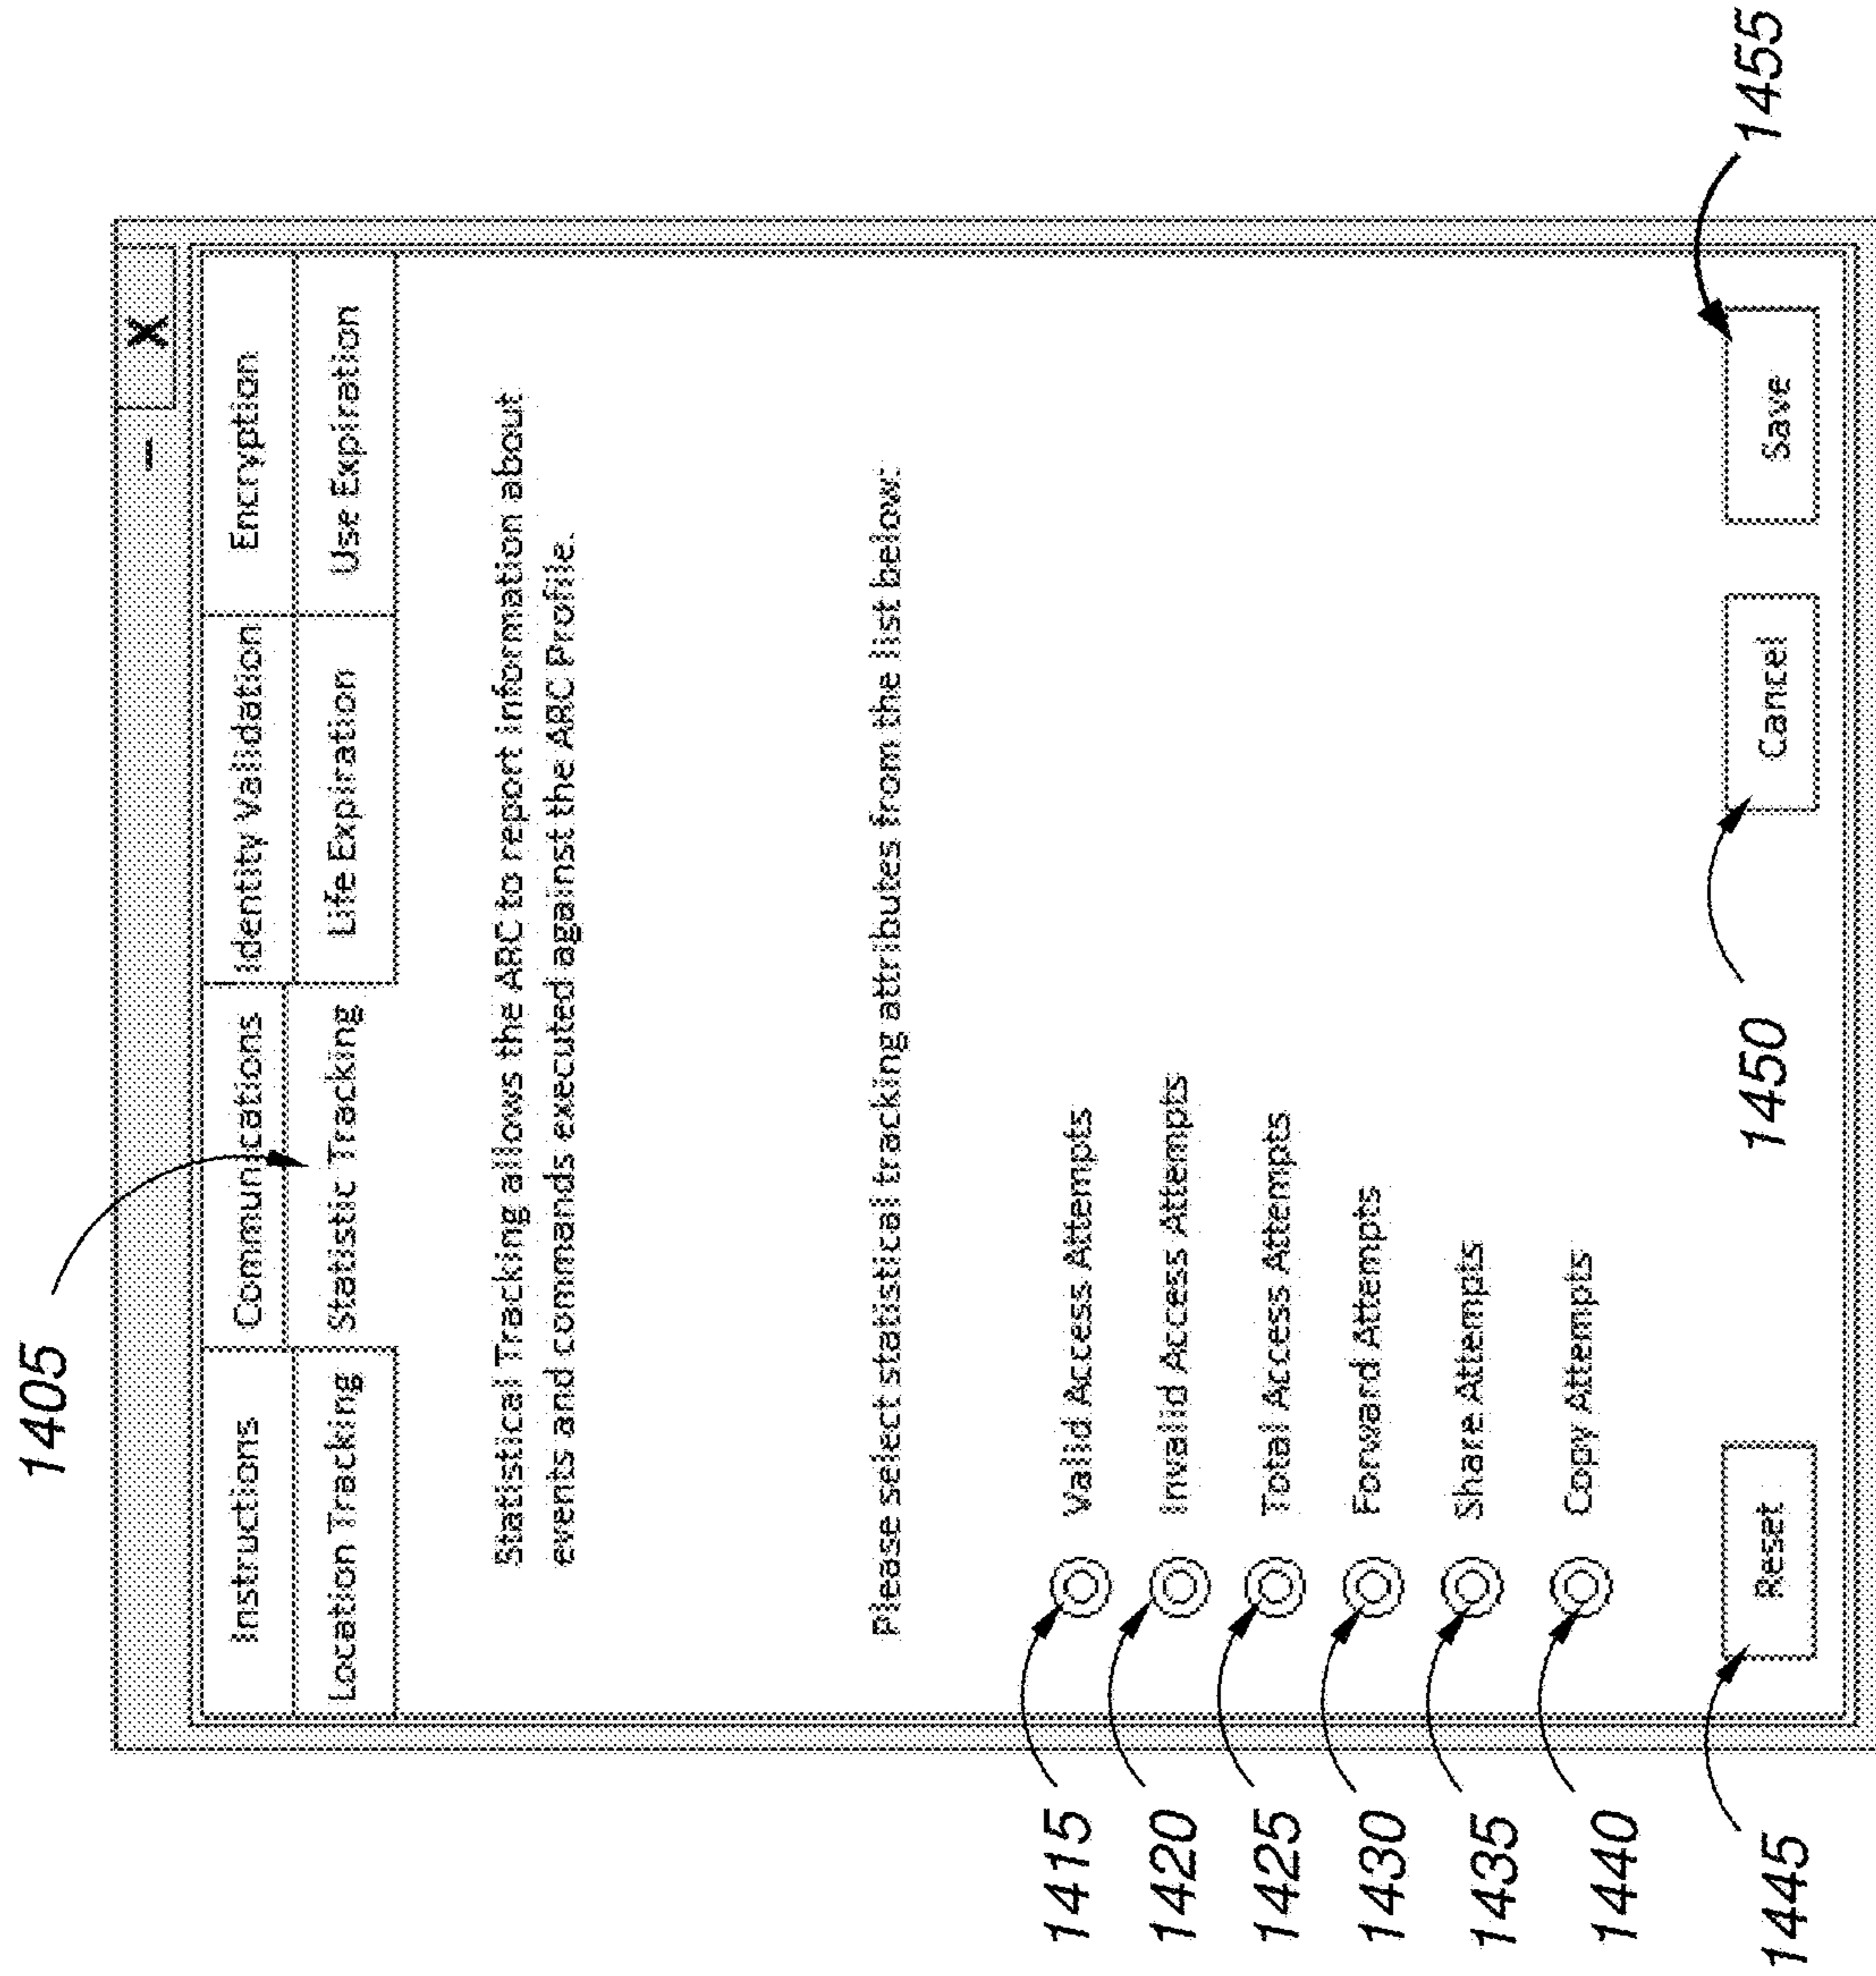 1405
– X
Instructions Communications Identity Validation Encryption
Location Tracking Statistic Tracking Life Expiration Use Expiration
Statistical Tracking allows the ARC to report information about
events and commands executed against the ARC Profile.
Please select statistical tracking attributes from the list below:
1415 Valid Access Attempts
1420 Invalid Access Attempts
1425 Total Access Attempts
1430 Forward Attempts
1435 Share Attempts
1440 Copy Attempts
Reset Cancel Save
1445 1450 1455